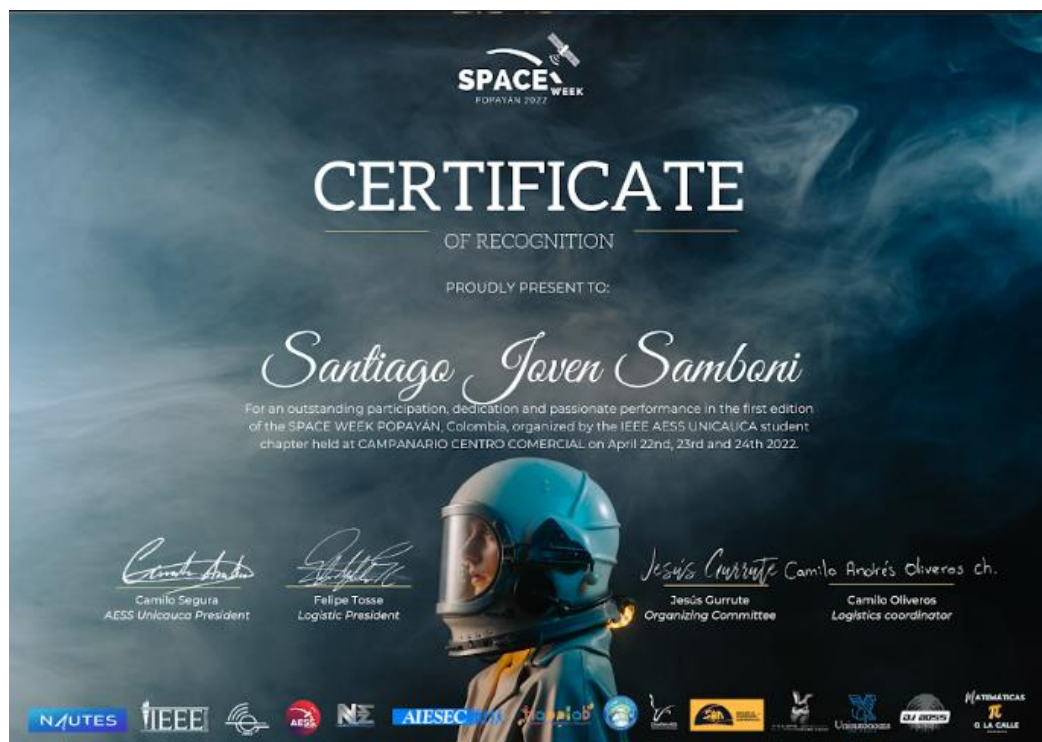 SPACE
WEEK
POPAYÁN 2022
CERTIFICATE
OF RECOGNITION
PROUDLY PRESENT TO:
Santiago Joven Samboni
For an outstanding participation, dedication and passionate performance in the first edition
of the SPACE WEEK POPAYÁN, Colombia, organized by the IEEE AESS UNICAUCA student
chapter held at CAMPANARIO CENTRO COMERCIAL on April 22nd, 23rd and 24th 2022.
Jesús Gurrute Camilo Andrés Oliveros ch.
Camilo Segura Felipe Tosse Jesús Gurrute Camilo Oliveros
AESS Unicauca President Logistic President Organizing Committee Logistics coordinator
NAUTES IEEE AESS AIESEC Happilab DJ BOSS MATEMÁTICAS
O LA CALLE